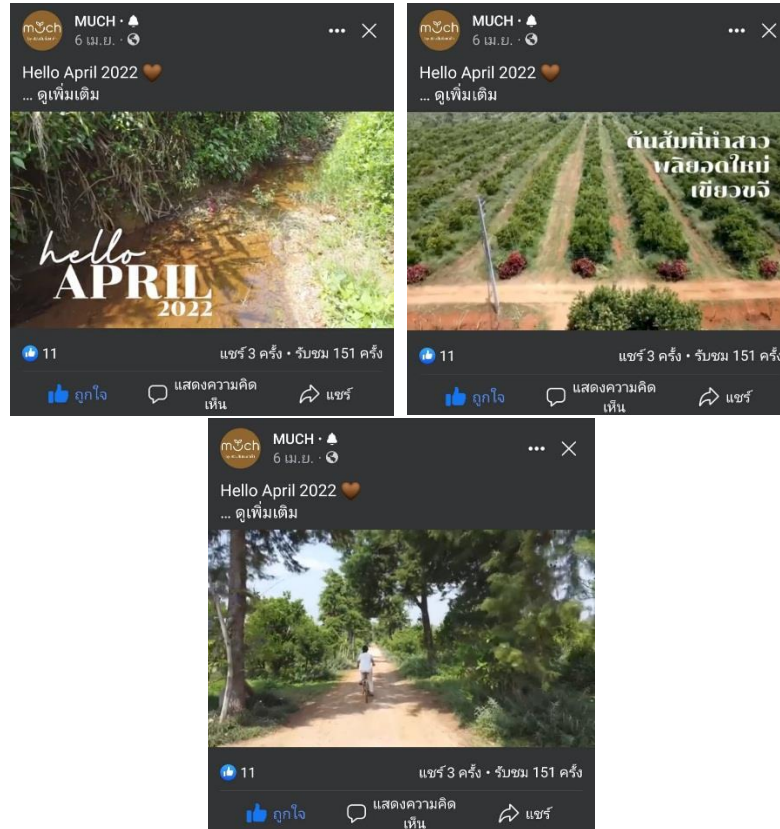 much
MUCH
6 เม.ย.
Hello April 2022 🤎
... ดูเพิ่มเติม
hello
APRIL
2022
11
แชร์ 3 ครั้ง • รับชม 151 ครั้ง
ถูกใจ
แสดงความคิด
เห็น
แชร์
much
MUCH
6 เม.ย.
Hello April 2022 🤎
... ดูเพิ่มเติม
ต้นส้มที่ทำสาว
พลิยอดใหม่
เขียวขจี
11
แชร์ 3 ครั้ง • รับชม 151 ครั้ง
ถูกใจ
แสดงความคิด
เห็น
แชร์
much
MUCH
6 เม.ย.
Hello April 2022 🤎
... ดูเพิ่มเติม
11
แชร์ 3 ครั้ง • รับชม 151 ครั้ง
ถูกใจ
แสดงความคิด
เห็น
แชร์